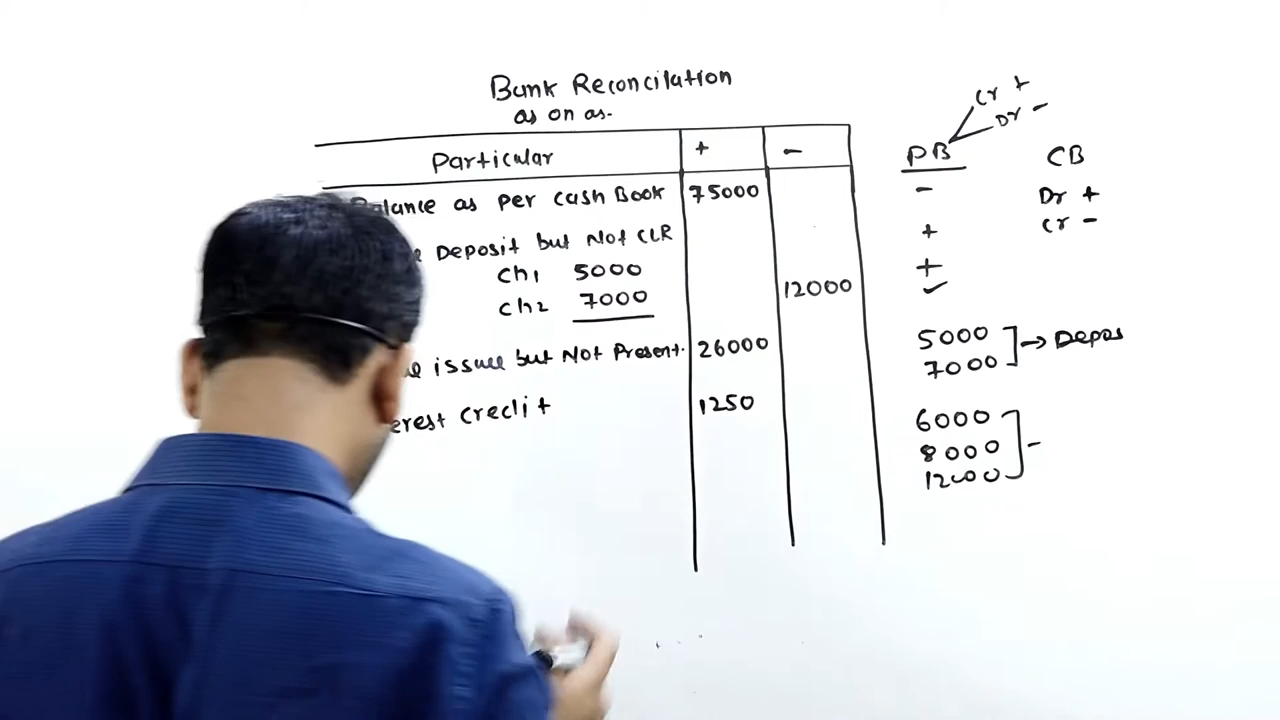 Bank Reconcilation
as on as.
Particular + -
Balance as per cash Book 75000
Deposit but Not CLR
Ch1 5000
Ch2 7000 12000
issue but Not Present. 26000
erest Credit 1250
Cr +
Dr -
PB CB
- Dr +
+ Cr -
+
5000
7000 → Depos
6000
8000 -
12000